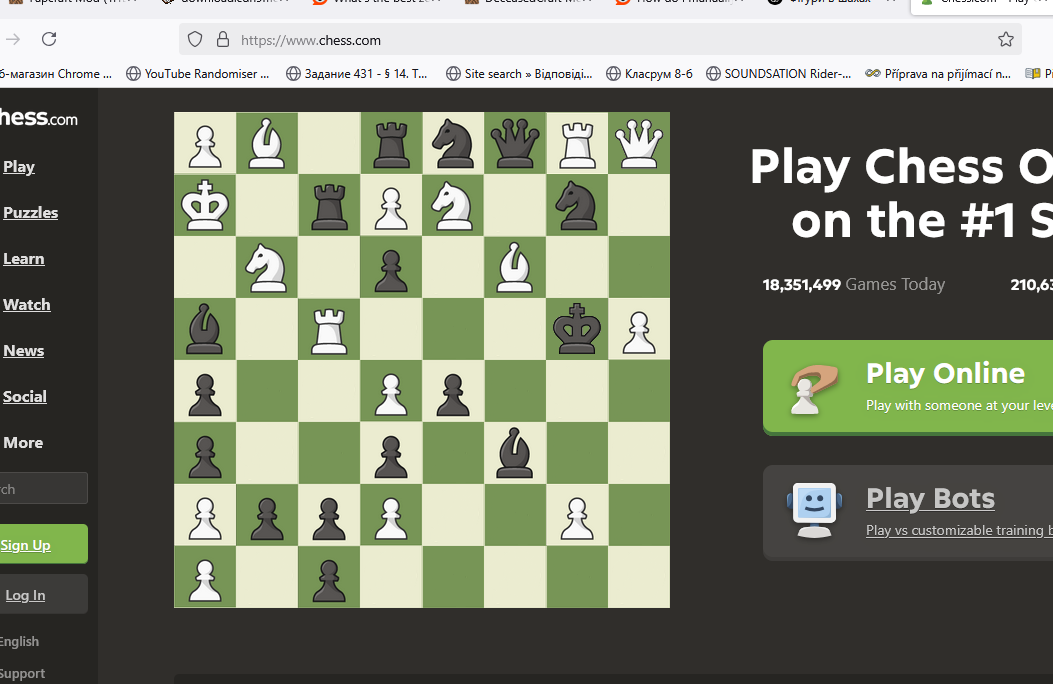 https://www.chess.com
б-магазин Chrome ... YouTube Randomiser ... Задание 431 - § 14. Т... Site search » Відповіді... Класрум 8-б SOUNDSATION Rider-... Příprava na přijímací n...
hess.com
Play
Puzzles
Learn
Watch
News
Social
More
rch
Sign Up
Log In
English
Support
Play Chess O
on the #1 S
18,351,499 Games Today 210,63
Play Online
Play with someone at your leve
Play Bots
Play vs customizable training b